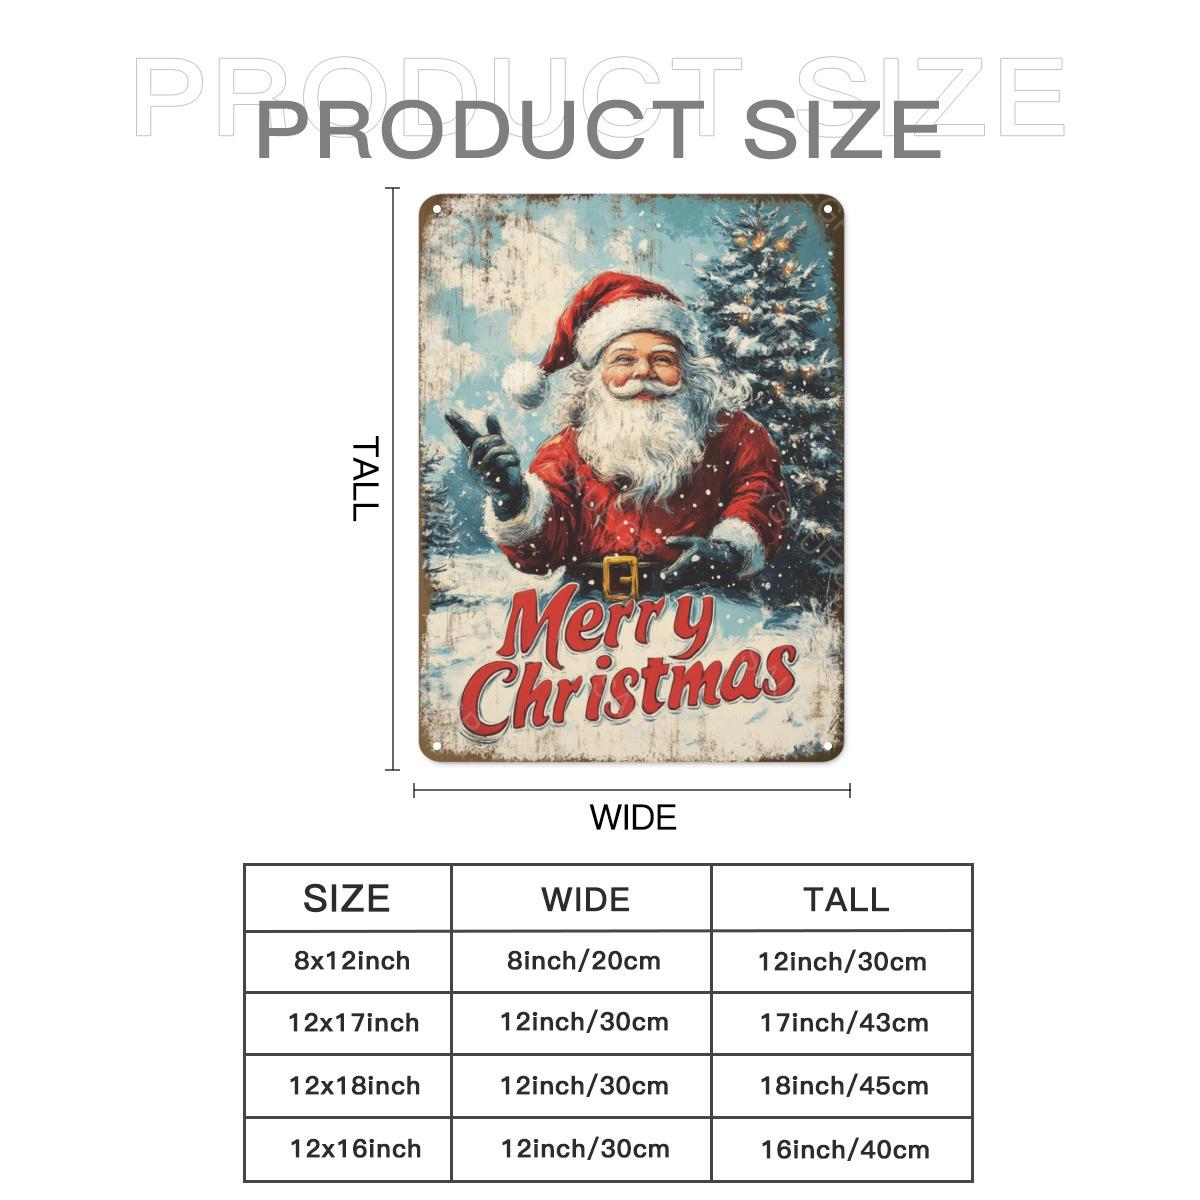 PRODUCT SIZE
PRODUCT SIZE
TALL
Merry
Christmas
WIDE
SIZE WIDE TALL
8x12inch 8inch/20cm 12inch/30cm
12x17inch 12inch/30cm 17inch/43cm
12x18inch 12inch/30cm 18inch/45cm
12x16inch 12inch/30cm 16inch/40cm